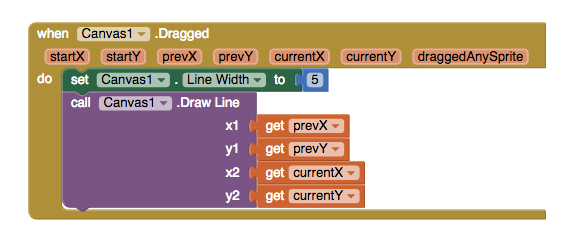 when Canvas1 .Dragged
startX startY prevX prevY currentX currentY draggedAnySprite
do set Canvas1 . Line Width to 5
call Canvas1 .Draw Line
x1 get prevX
y1 get prevY
x2 get currentX
y2 get currentY